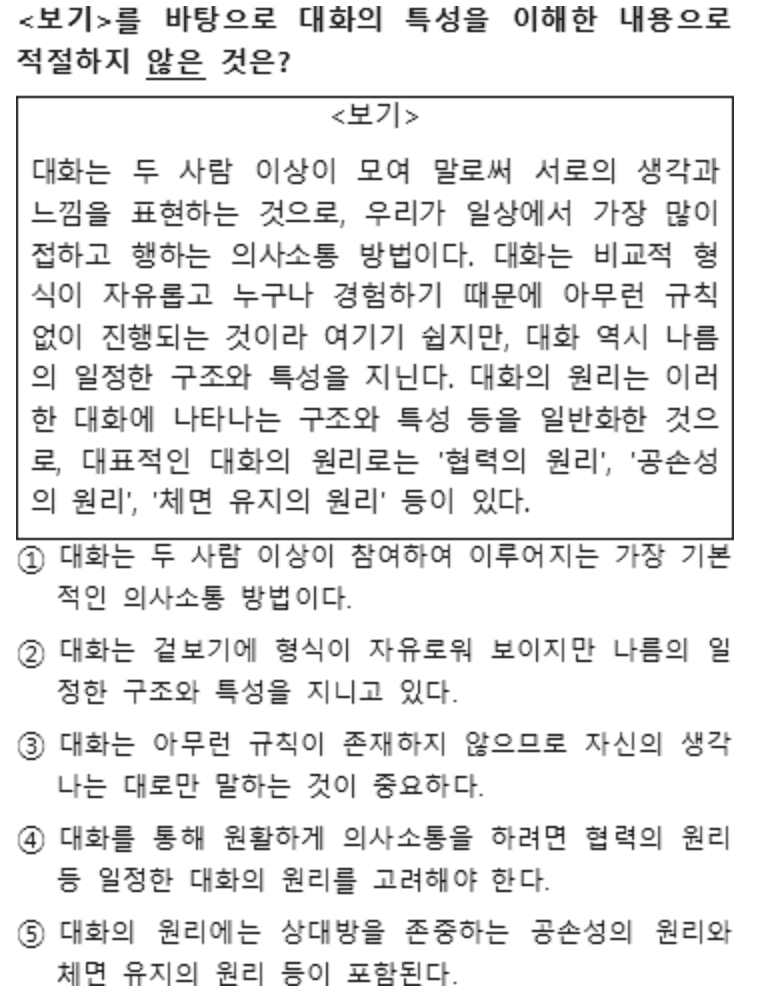 <보기>를 바탕으로 대화의 특성을 이해한 내용으로
적절하지 않은 것은?
<보기>
대화는 두 사람 이상이 모여 말로써 서로의 생각과
느낌을 표현하는 것으로, 우리가 일상에서 가장 많이
접하고 행하는 의사소통 방법이다. 대화는 비교적 형
식이 자유롭고 누구나 경험하기 때문에 아무런 규칙
없이 진행되는 것이라 여기기 쉽지만, 대화 역시 나름
의 일정한 구조와 특성을 지닌다. 대화의 원리는 이러
한 대화에 나타나는 구조와 특성 등을 일반화한 것으
로, 대표적인 대화의 원리로는 '협력의 원리', '공손성
의 원리', '체면 유지의 원리' 등이 있다.
① 대화는 두 사람 이상이 참여하여 이루어지는 가장 기본
적인 의사소통 방법이다.
② 대화는 겉보기에 형식이 자유로워 보이지만 나름의 일
정한 구조와 특성을 지니고 있다.
③ 대화는 아무런 규칙이 존재하지 않으므로 자신의 생각
나는 대로만 말하는 것이 중요하다.
④ 대화를 통해 원활하게 의사소통을 하려면 협력의 원리
등 일정한 대화의 원리를 고려해야 한다.
⑤ 대화의 원리에는 상대방을 존중하는 공손성의 원리와
체면 유지의 원리 등이 포함된다.